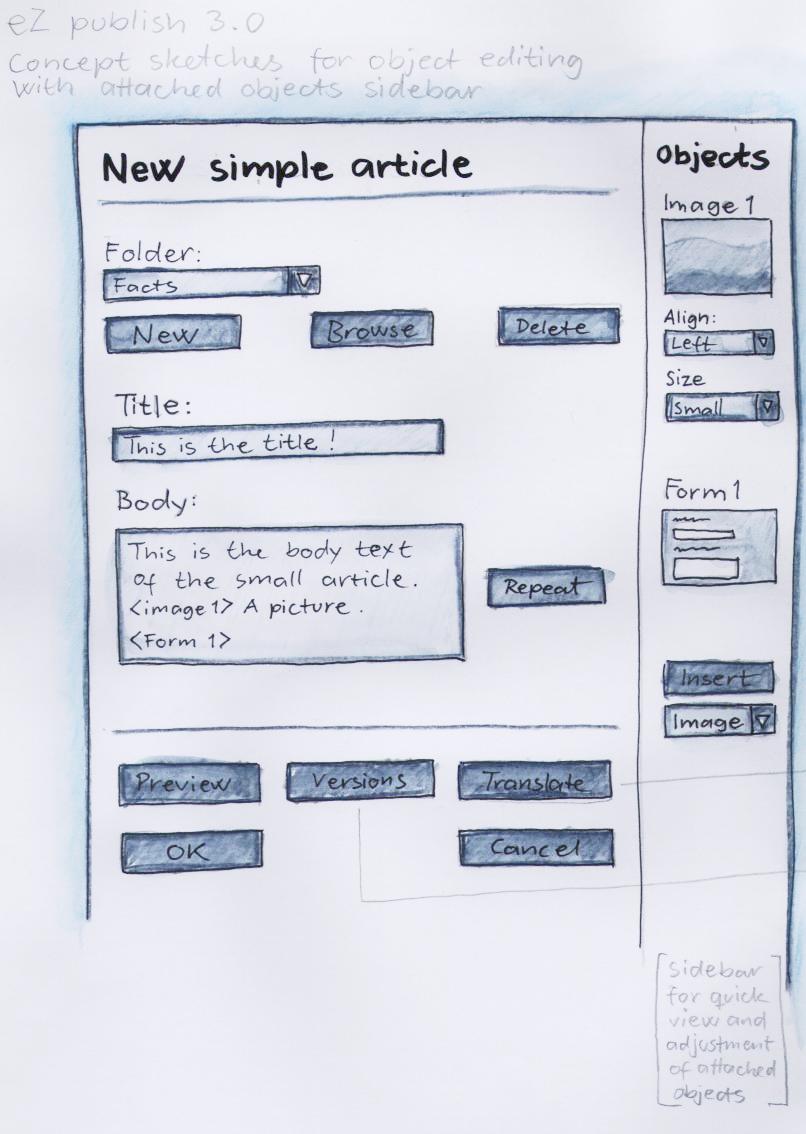 eZ publish 3.0
Concept sketches for object editing
with attached objects sidebar
New simple article
Folder:
Facts
New
Browse
Delete
Title:
This is the title !
Body:
This is the body text
of the small article.
<image 1> A picture .
<Form 1>
Repeat
Preview
Versions
Translate
OK
Cancel
Objects
Image 1
Align:
Left
Size
Small
Form 1
Insert
Image
sidebar
for quick
view and
adjustment
of attached
objects